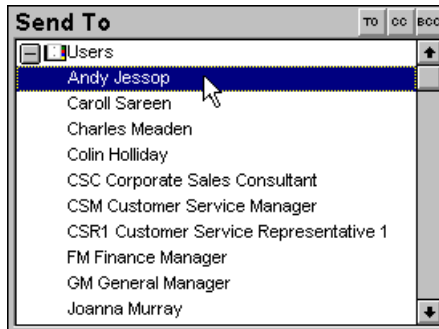 Send To TO CC BCC
Users
Andy Jessop
Caroll Sareen
Charles Meaden
Colin Holliday
CSC Corporate Sales Consultant
CSM Customer Service Manager
CSR1 Customer Service Representative 1
FM Finance Manager
GM General Manager
Joanna Murray